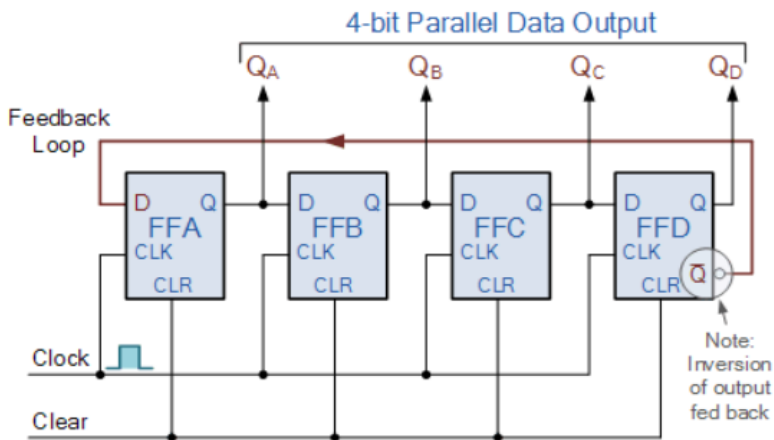 4-bit Parallel Data Output
QA QB QC QD
Feedback
Loop
D Q D Q D Q D Q
FFA FFB FFC FFD
CLK CLK CLK CLK
Q̅
CLR CLR CLR CLR
Clock
Clear
Note:
Inversion
of output
fed back